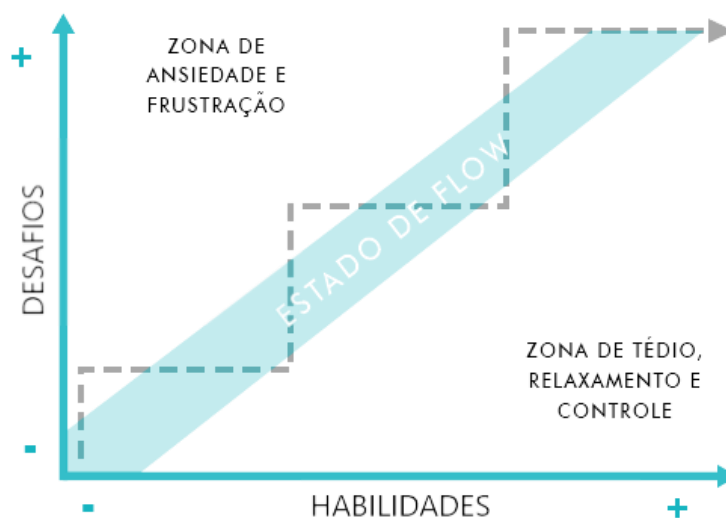 +
ZONA DE
ANSIEDADE E
FRUSTRAÇÃO
DESAFIOS
ESTADO DE FLOW
ZONA DE TÉDIO,
RELAXAMENTO E
CONTROLE
-
-
HABILIDADES
+